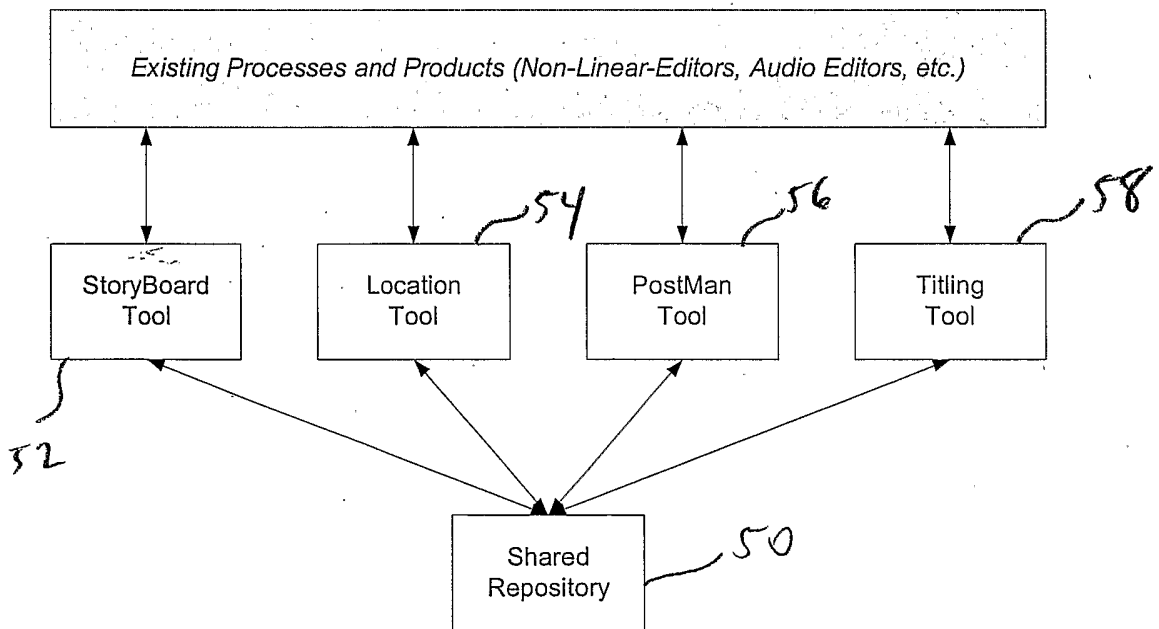 Existing Processes and Products (Non-Linear-Editors, Audio Editors, etc.)
54
56
58
StoryBoard
Tool
Location
Tool
PostMan
Tool
Titling
Tool
52
Shared
Repository
50